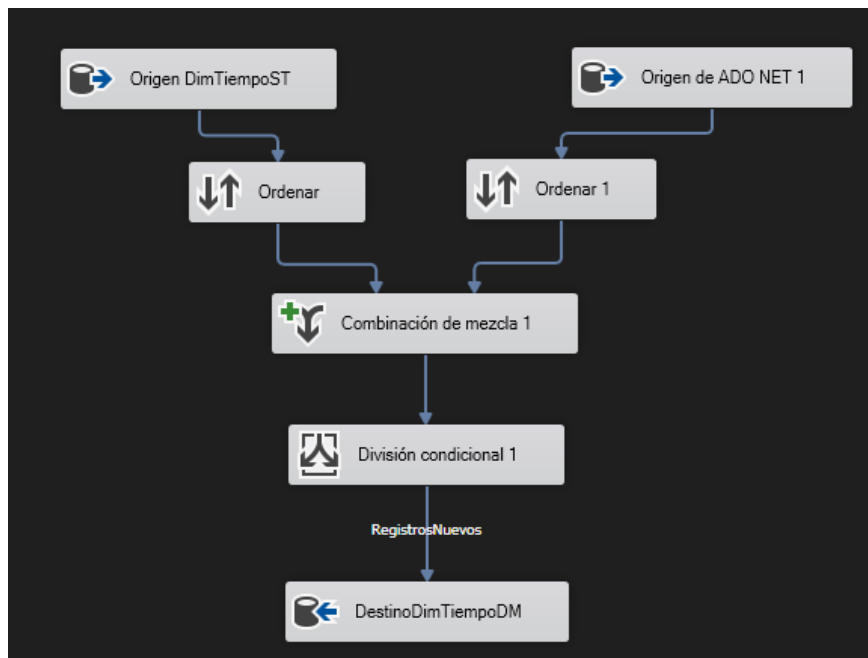 Origen DimTiempoST
Origen de ADO NET 1
Ordenar
Ordenar 1
Combinación de mezcla 1
División condicional 1
RegistrosNuevos
DestinoDimTiempoDM